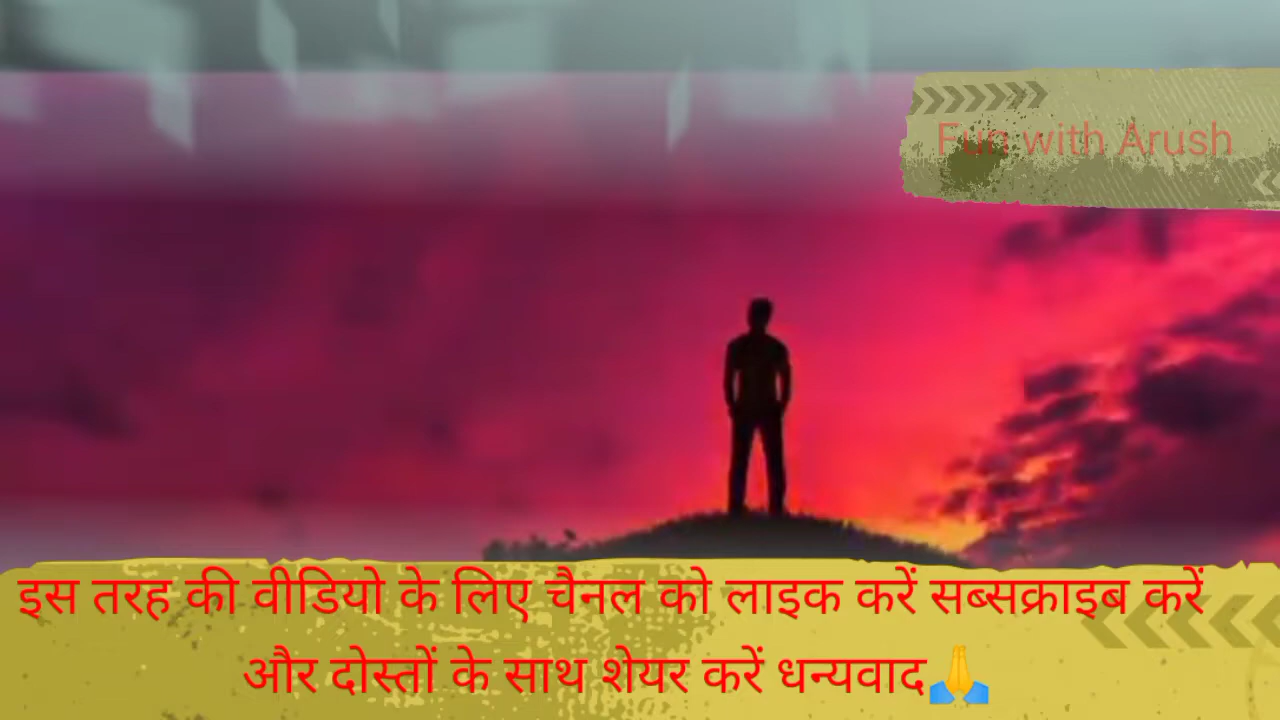 Fun with Arush
इस तरह की वीडियो के लिए चैनल को लाइक करें सब्सक्राइब करें
और दोस्तों के साथ शेयर करें धन्यवाद🙏